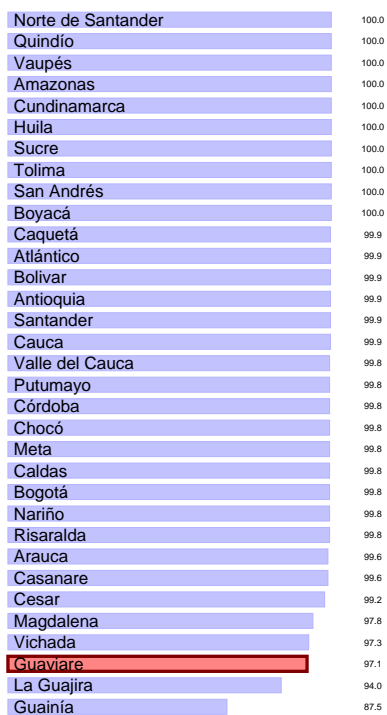 Norte de Santander 100.0
Quindío 100.0
Vaupés 100.0
Amazonas 100.0
Cundinamarca 100.0
Huila 100.0
Sucre 100.0
Tolima 100.0
San Andrés 100.0
Boyacá 100.0
Caquetá 99.9
Atlántico 99.9
Bolivar 99.9
Antioquia 99.9
Santander 99.9
Cauca 99.9
Valle del Cauca 99.8
Putumayo 99.8
Córdoba 99.8
Chocó 99.8
Meta 99.8
Caldas 99.8
Bogotá 99.8
Nariño 99.8
Risaralda 99.8
Arauca 99.6
Casanare 99.6
Cesar 99.2
Magdalena 97.8
Vichada 97.3
Guaviare 97.1
La Guajira 94.0
Guainía 87.5